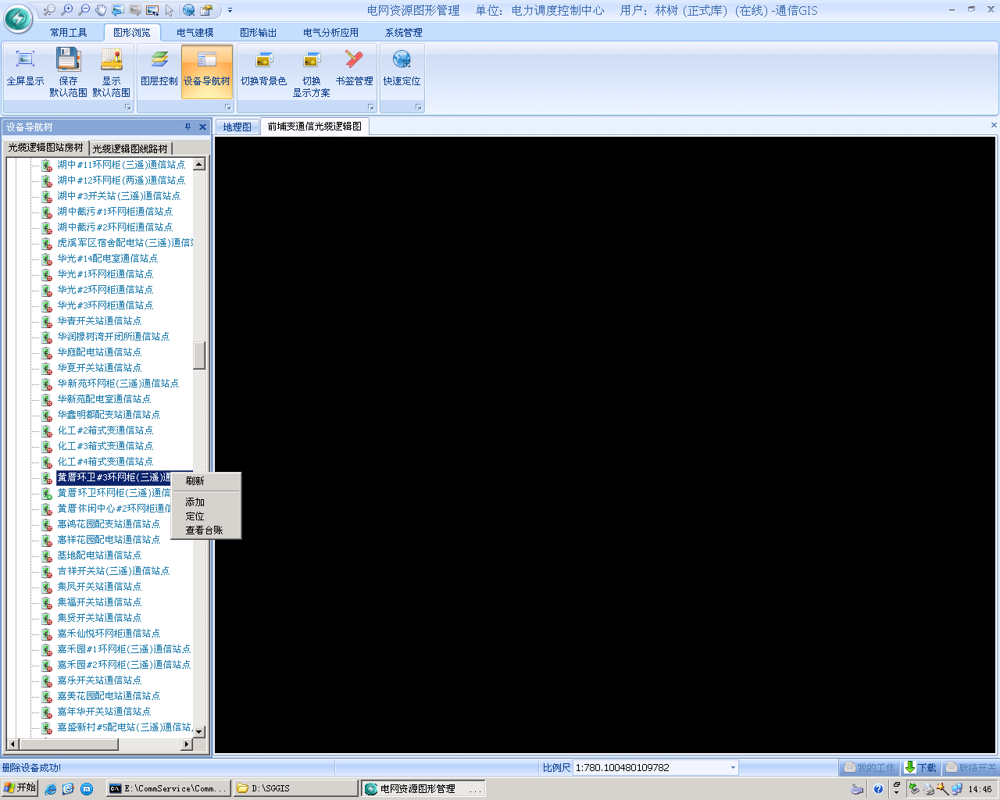 电网资源图形管理 单位: 电力调度控制中心 用户: 林树 (正式库) (在线) -通信GIS
常用工具 图形浏览 电气建模 图形输出 电气分析应用 系统管理
全屏显示 保存 默认范围 显示 默认范围 图层控制 设备导航树 切换背景色 切换 显示方案 书签管理 快速定位
设备导航树
地理图 前埔变通信光缆逻辑图
光缆逻辑图站房树 光缆逻辑图线路树
湖中#11环网柜(三遥)通信站点
湖中#12环网柜(两遥)通信站点
湖中#3开关站(三遥)通信站点
湖中截污#1环网柜通信站点
湖中截污#2环网柜通信站点
虎溪军区宿舍配电站(三遥)通信
华光#14配电室通信站点
华光#1环网柜通信站点
华光#2环网柜通信站点
华光#3环网柜通信站点
华青开关站通信站点
华润橡树湾开闭所通信站点
华庭配电站通信站点
华夏开关站通信站点
华新苑环网柜(三遥)通信站点
华新苑配电室通信站点
华鑫明都配变站通信站点
化工#2箱式变通信站点
化工#3箱式变通信站点
化工#4箱式变通信站点
黄厝环卫#3环网柜(三遥)通
黄厝环卫环网柜(三遥)通信
黄厝休闲中心#2环网柜通信
惠鸿花园配变站通信站点
惠祥花园配电站通信站点
基地配电站通信站点
吉祥开关站(三遥)通信站点
集凤开关站通信站点
集福开关站通信站点
集贤开关站通信站点
嘉禾仙悦环网柜通信站点
嘉禾园#1环网柜(三遥)通信站点
嘉禾园#2环网柜(三遥)通信站点
嘉乐开关站通信站点
嘉美花园配电站通信站点
嘉年华开关站通信站点
嘉盛新村#5配电站(三遥)通信站
刷新
添加
定位
查看台账
删除设备成功! 比例尺 1:780.100480109782 我的工作 下载 联络开关
开始 E:\CommService\Comm... D:\SGGIS 电网资源图形管理 ... 14:46